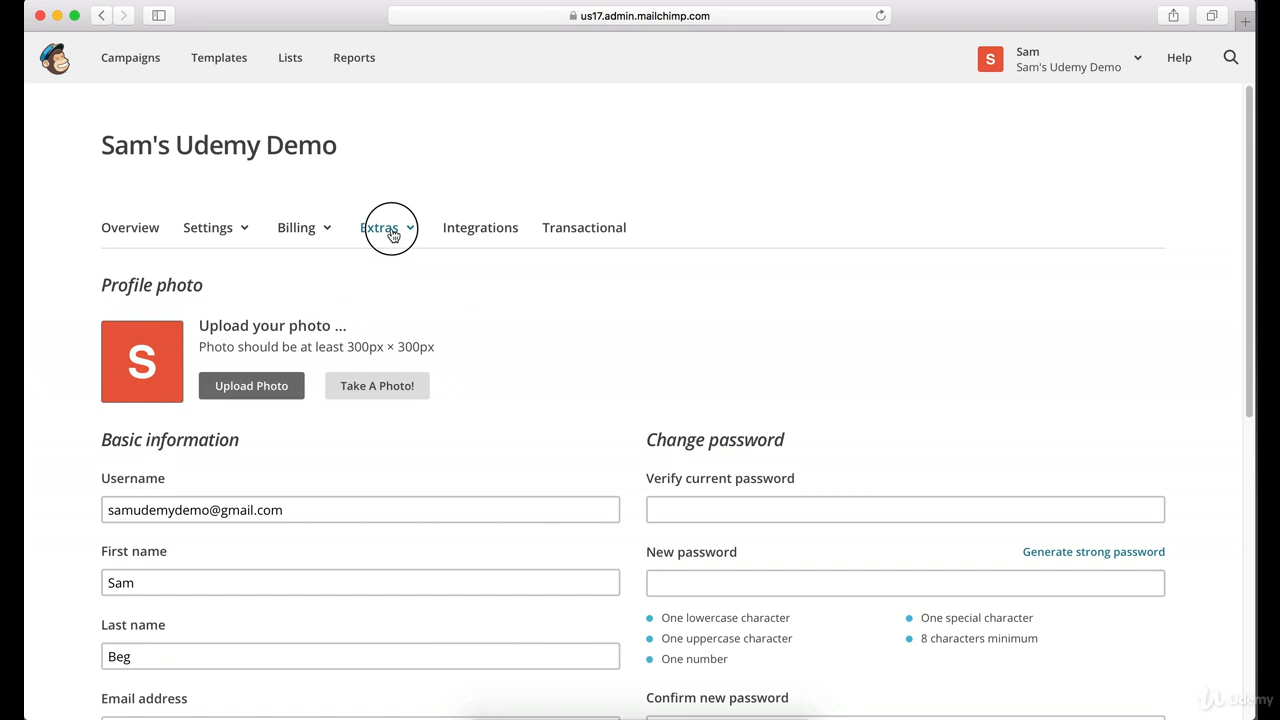 us17.admin.mailchimp.com
Campaigns Templates Lists Reports
Sam
Sam's Udemy Demo
Help
S
Sam's Udemy Demo
Overview Settings Billing Extras Integrations Transactional
Profile photo
S
Upload your photo ...
Photo should be at least 300px × 300px
Upload Photo Take A Photo!
Basic information
Username
samudemydemo@gmail.com
First name
Sam
Last name
Beg
Email address
Change password
Verify current password
New password Generate strong password
One lowercase character One special character
One uppercase character 8 characters minimum
One number
Confirm new password
Udemy